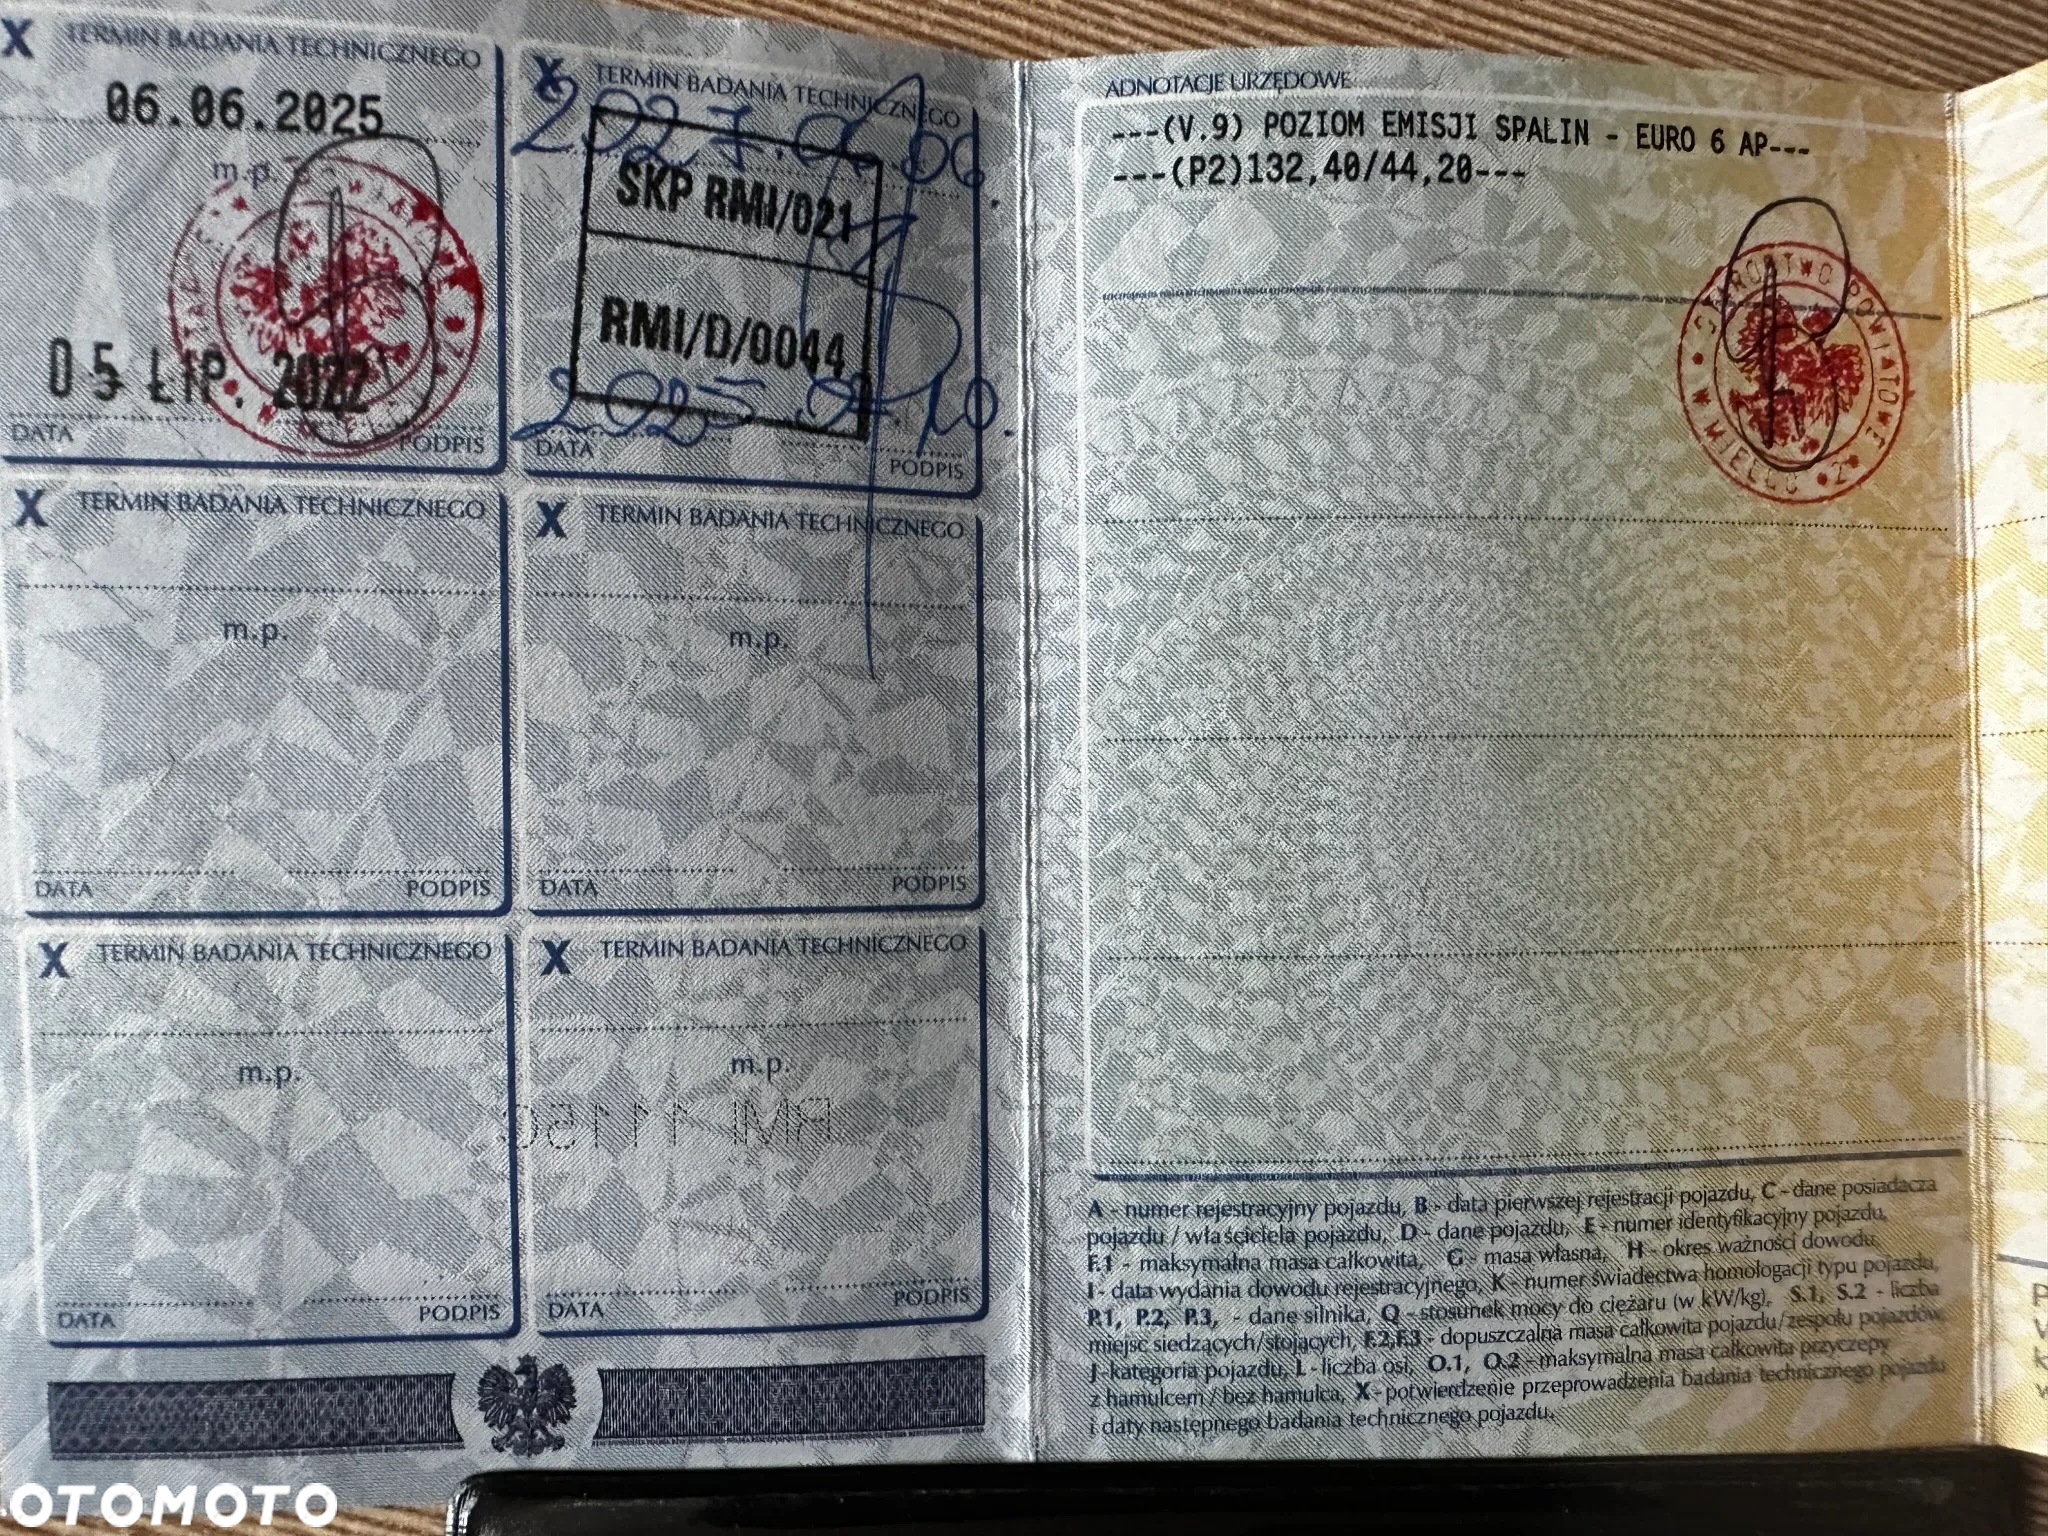 X TERMIN BADANIA TECHNICZNEGO
06.06.2025
m.p.
05 LIP. 2022
DATA PODPIS
X TERMIN BADANIA TECHNICZNEGO
SKP RMI/021
RMI/D/0044
DATA PODPIS
X TERMIN BADANIA TECHNICZNEGO
m.p.
DATA PODPIS
X TERMIN BADANIA TECHNICZNEGO
m.p.
DATA PODPIS
X TERMIN BADANIA TECHNICZNEGO
m.p.
DATA PODPIS
X TERMIN BADANIA TECHNICZNEGO
m.p.
DATA PODPIS
ADNOTACJE URZĘDOWE
---(V.9) POZIOM EMISJI SPALIN - EURO 6 AP---
---(P2)132,40/44,20---
STAROSTWO POWIATOWE W MIELCU 2
A - numer rejestracyjny pojazdu, B - data pierwszej rejestracji pojazdu, C - dane posiadacza
pojazdu / właściciela pojazdu, D - dane pojazdu, E - numer identyfikacyjny pojazdu,
F.1 - maksymalna masa całkowita, G - masa własna, H - okres ważności dowodu,
I - data wydania dowodu rejestracyjnego, K - numer świadectwa homologacji typu pojazdu,
P.1, P.2, P.3, - dane silnika, Q - stosunek mocy do ciężaru (w kW/kg), S.1, S.2 - liczba
miejsc siedzących/stojących, F.2,F.3 - dopuszczalna masa całkowita pojazdu/zespołu pojazdów
J - kategoria pojazdu, L - liczba osi, O.1, O.2 - maksymalna masa całkowita przyczepy
z hamulcem / bez hamulca, X - potwierdzenie przeprowadzenia badania technicznego pojazdu
i daty następnego badania technicznego pojazdu.
OTOMOTO